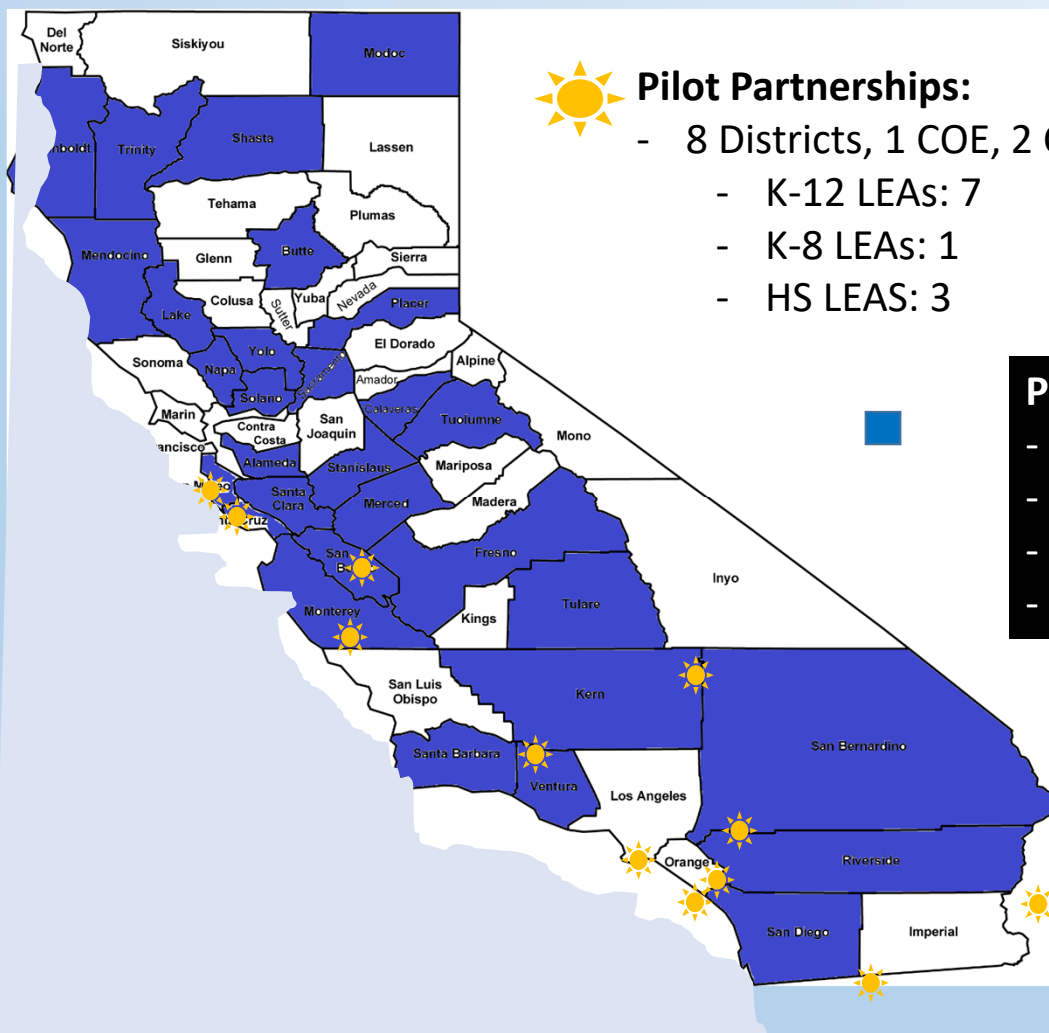 Del
Norte
Siskiyou
Modoc
Pilot Partnerships:
- 8 Districts, 1 COE, 2
- K-12 LEAs: 7
- K-8 LEAs: 1
- HS LEAS: 3
Trinity
Shasta
Lassen
Tehama
Plumas
Mendocino
Glenn
Butte
Sierra
Colusa
Sutter
Yuba
Nevada
Placer
Lake
El Dorado
Sonoma
Napa
Yolo
Sacramento
Alpine
Amador
Solano
Marin
Contra
Costa
San
Joaquin
Calaveras
Tuolumne
Mono
Alameda
Stanislaus
Mariposa
Santa
Clara
Merced
Madera
San
Fresno
Inyo
Monterey
Kings
Tulare
San Luis
Obispo
Kern
Santa Barbara
Ventura
Los Angeles
San Bernardino
Orange
Riverside
San Diego
Imperial
P
-
-
-
-